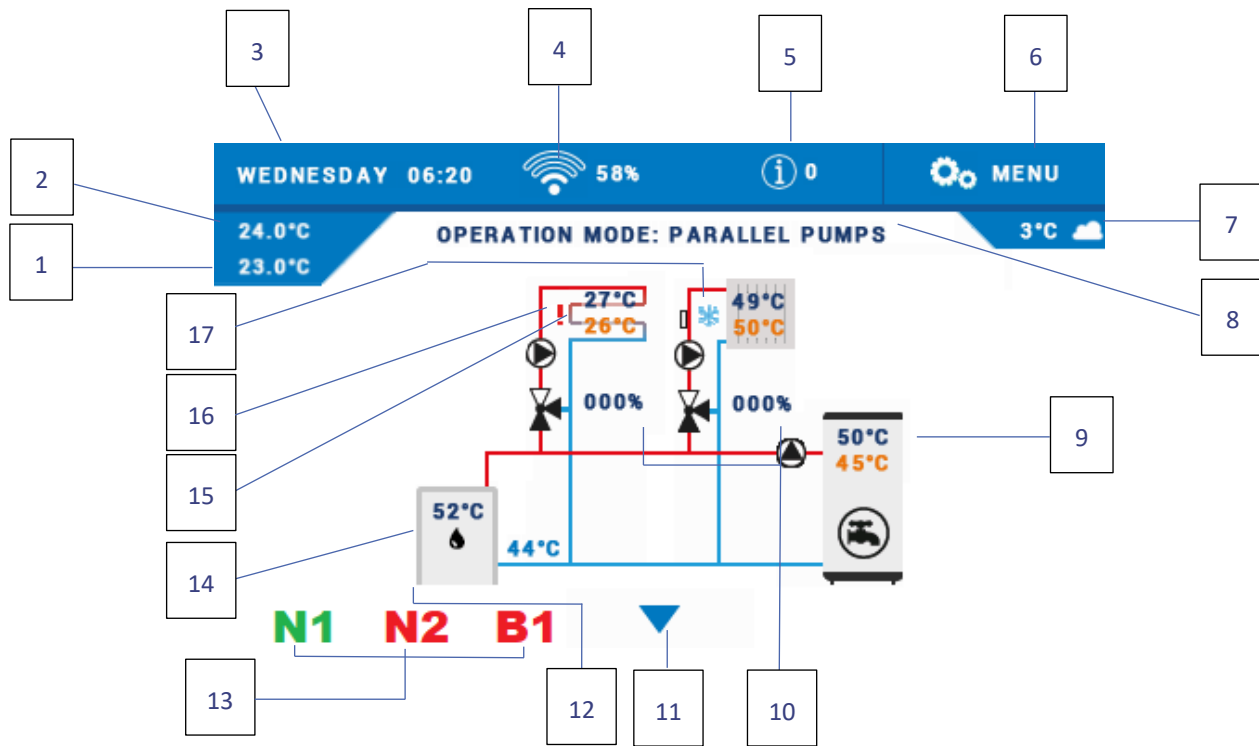 3
4
5
6
2
WEDNESDAY 06:20 58% i 0 MENU
7
24.0°C OPERATION MODE: PARALLEL PUMPS 3°C
1
23.0°C
17
8
27°C 49°C
26°C 50°C
16
000% 000%
9
50°C
45°C
15
52°C
14
44°C
N1 N2 B1
13
12
11
10